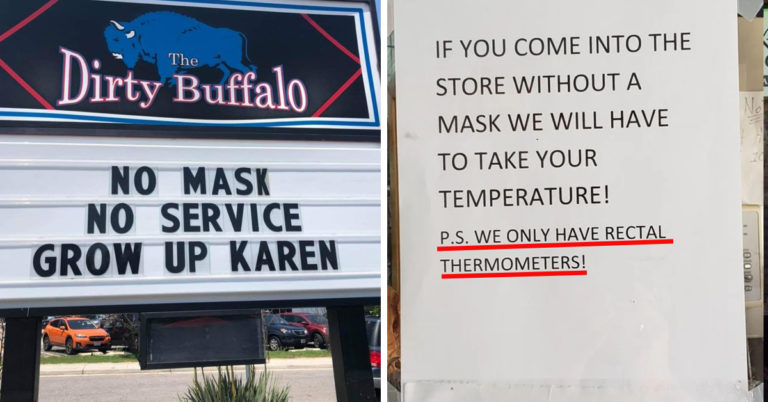 The
Dirty Buffalo
NO MASK
NO SERVICE
GROW UP KAREN
IF YOU COME INTO THE
STORE WITHOUT A
MASK WE WILL HAVE
TO TAKE YOUR
TEMPERATURE!
P.S. WE ONLY HAVE RECTAL
THERMOMETERS!